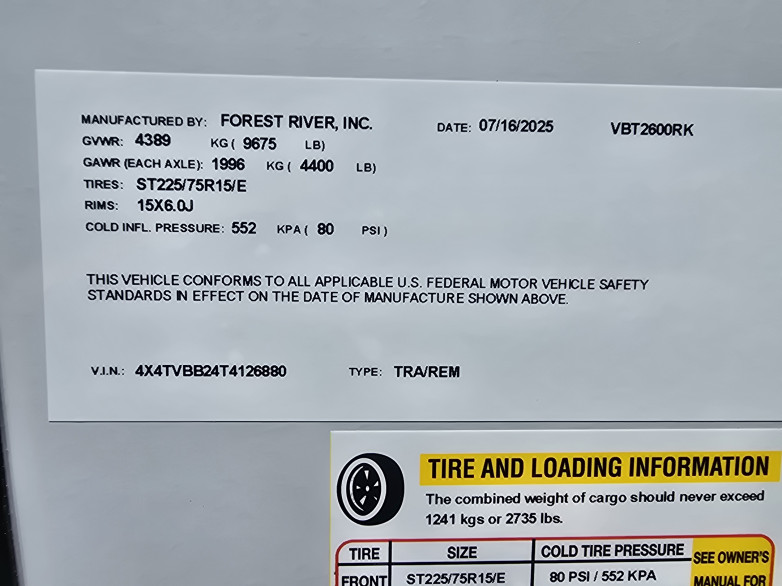 MANUFACTURED BY: FOREST RIVER, INC. DATE: 07/16/2025 VBT2600RK
GVWR: 4389 KG ( 9675 LB)
GAWR (EACH AXLE): 1996 KG ( 4400 LB)
TIRES: ST225/75R15/E
RIMS: 15X6.0J
COLD INFL. PRESSURE: 552 KPA ( 80 PSI )
THIS VEHICLE CONFORMS TO ALL APPLICABLE U.S. FEDERAL MOTOR VEHICLE SAFETY
STANDARDS IN EFFECT ON THE DATE OF MANUFACTURE SHOWN ABOVE.
V.I.N.: 4X4TVBB24T4126880 TYPE: TRA/REM
TIRE AND LOADING INFORMATION
The combined weight of cargo should never exceed
1241 kgs or 2735 lbs.
TIRE SIZE COLD TIRE PRESSURE SEE OWNER'S
FRONT ST225/75R15/E 80 PSI / 552 KPA MANUAL FOR